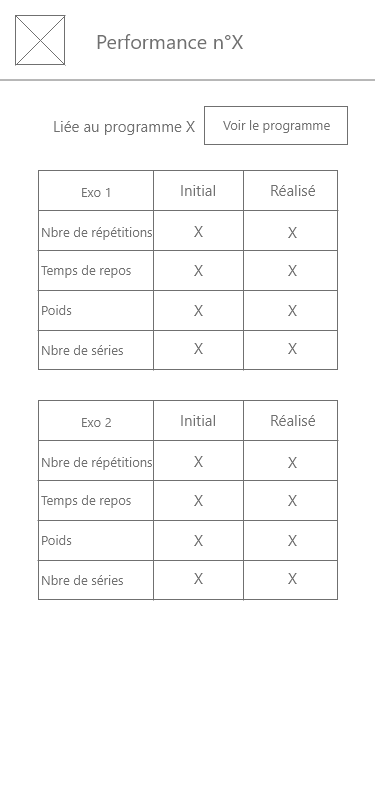 Performance n°X
Liée au programme X Voir le programme
Exo 1 Initial Réalisé
Nbre de répétitions X X
Temps de repos X X
Poids X X
Nbre de séries X X
Exo 2 Initial Réalisé
Nbre de répétitions X X
Temps de repos X X
Poids X X
Nbre de séries X X